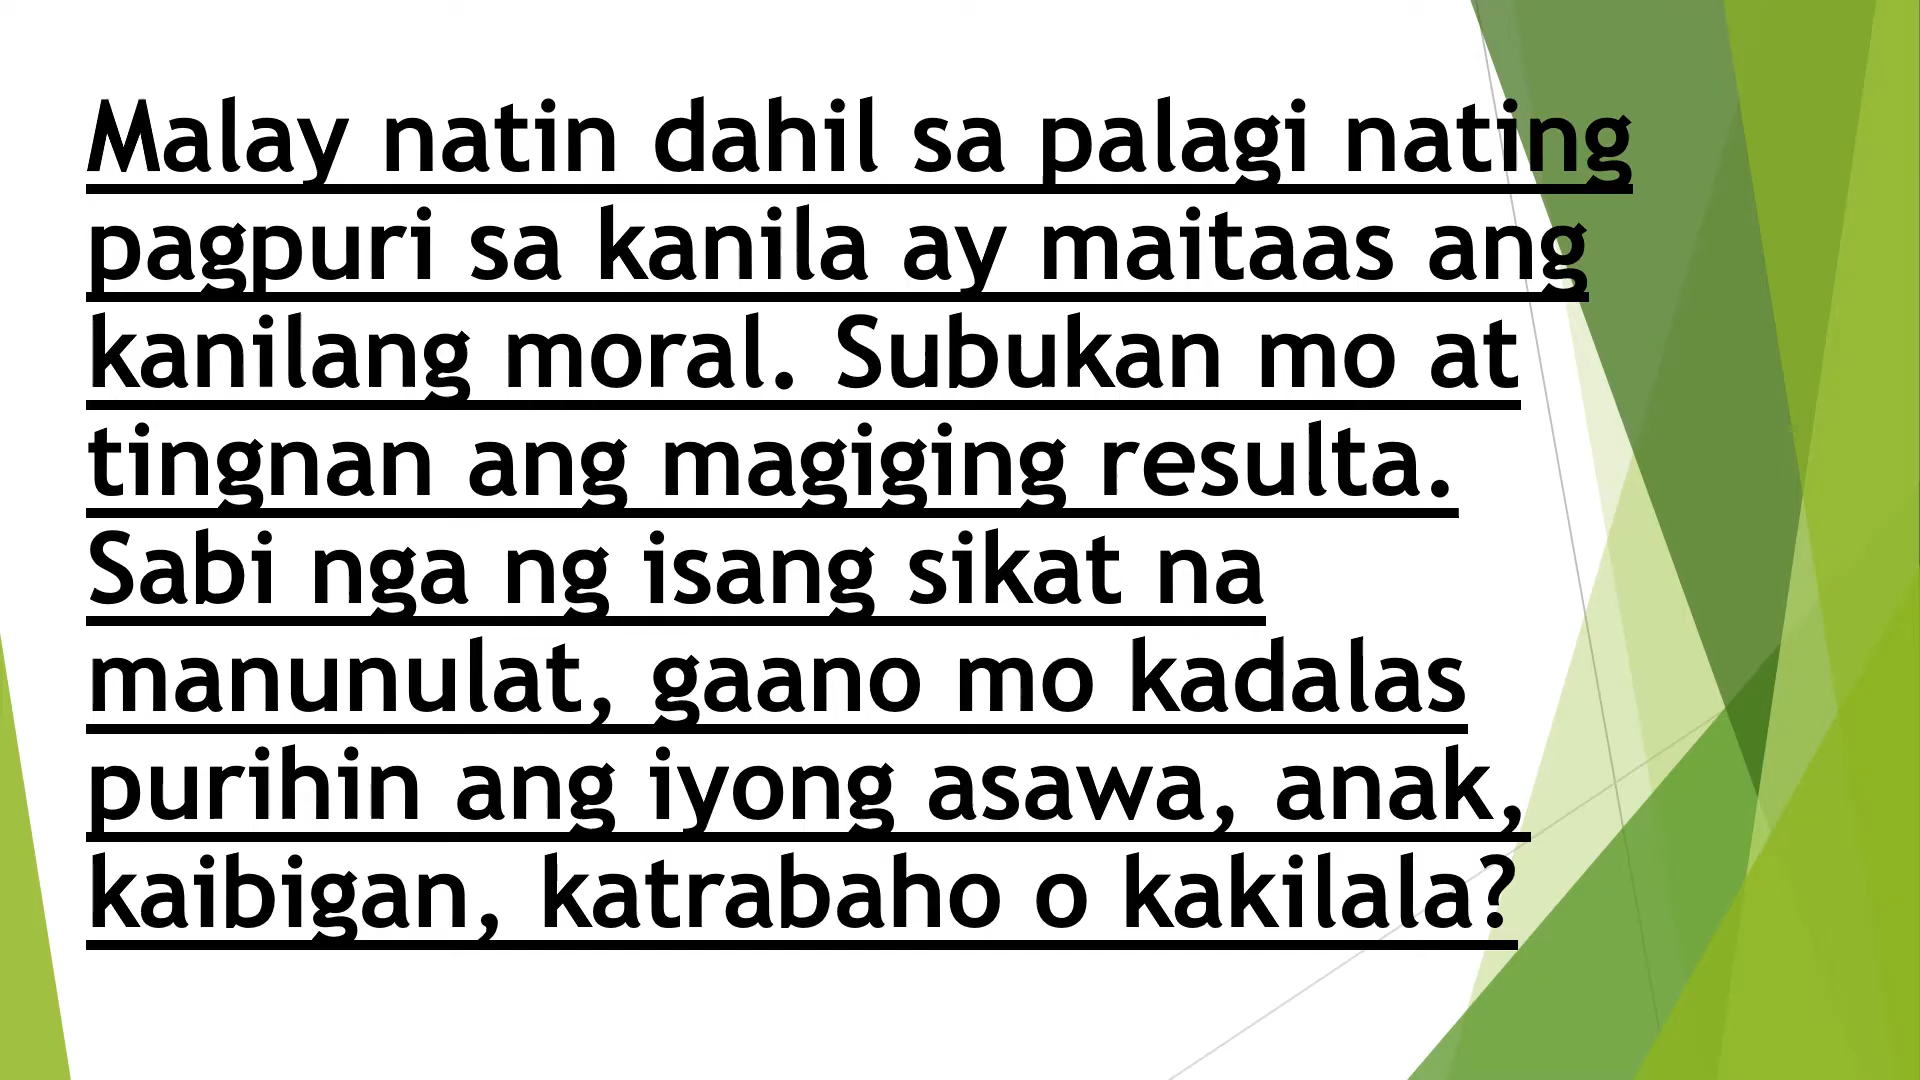 Malay natin dahil sa palagi nating
pagpuri sa kanila ay maitaas ang
kanilang moral. Subukan mo at
tingnan ang magiging resulta.
Sabi nga ng isang sikat na
manunulat, gaano mo kadalas
purihin ang iyong asawa, anak,
kaibigan, katrabaho o kakilala?